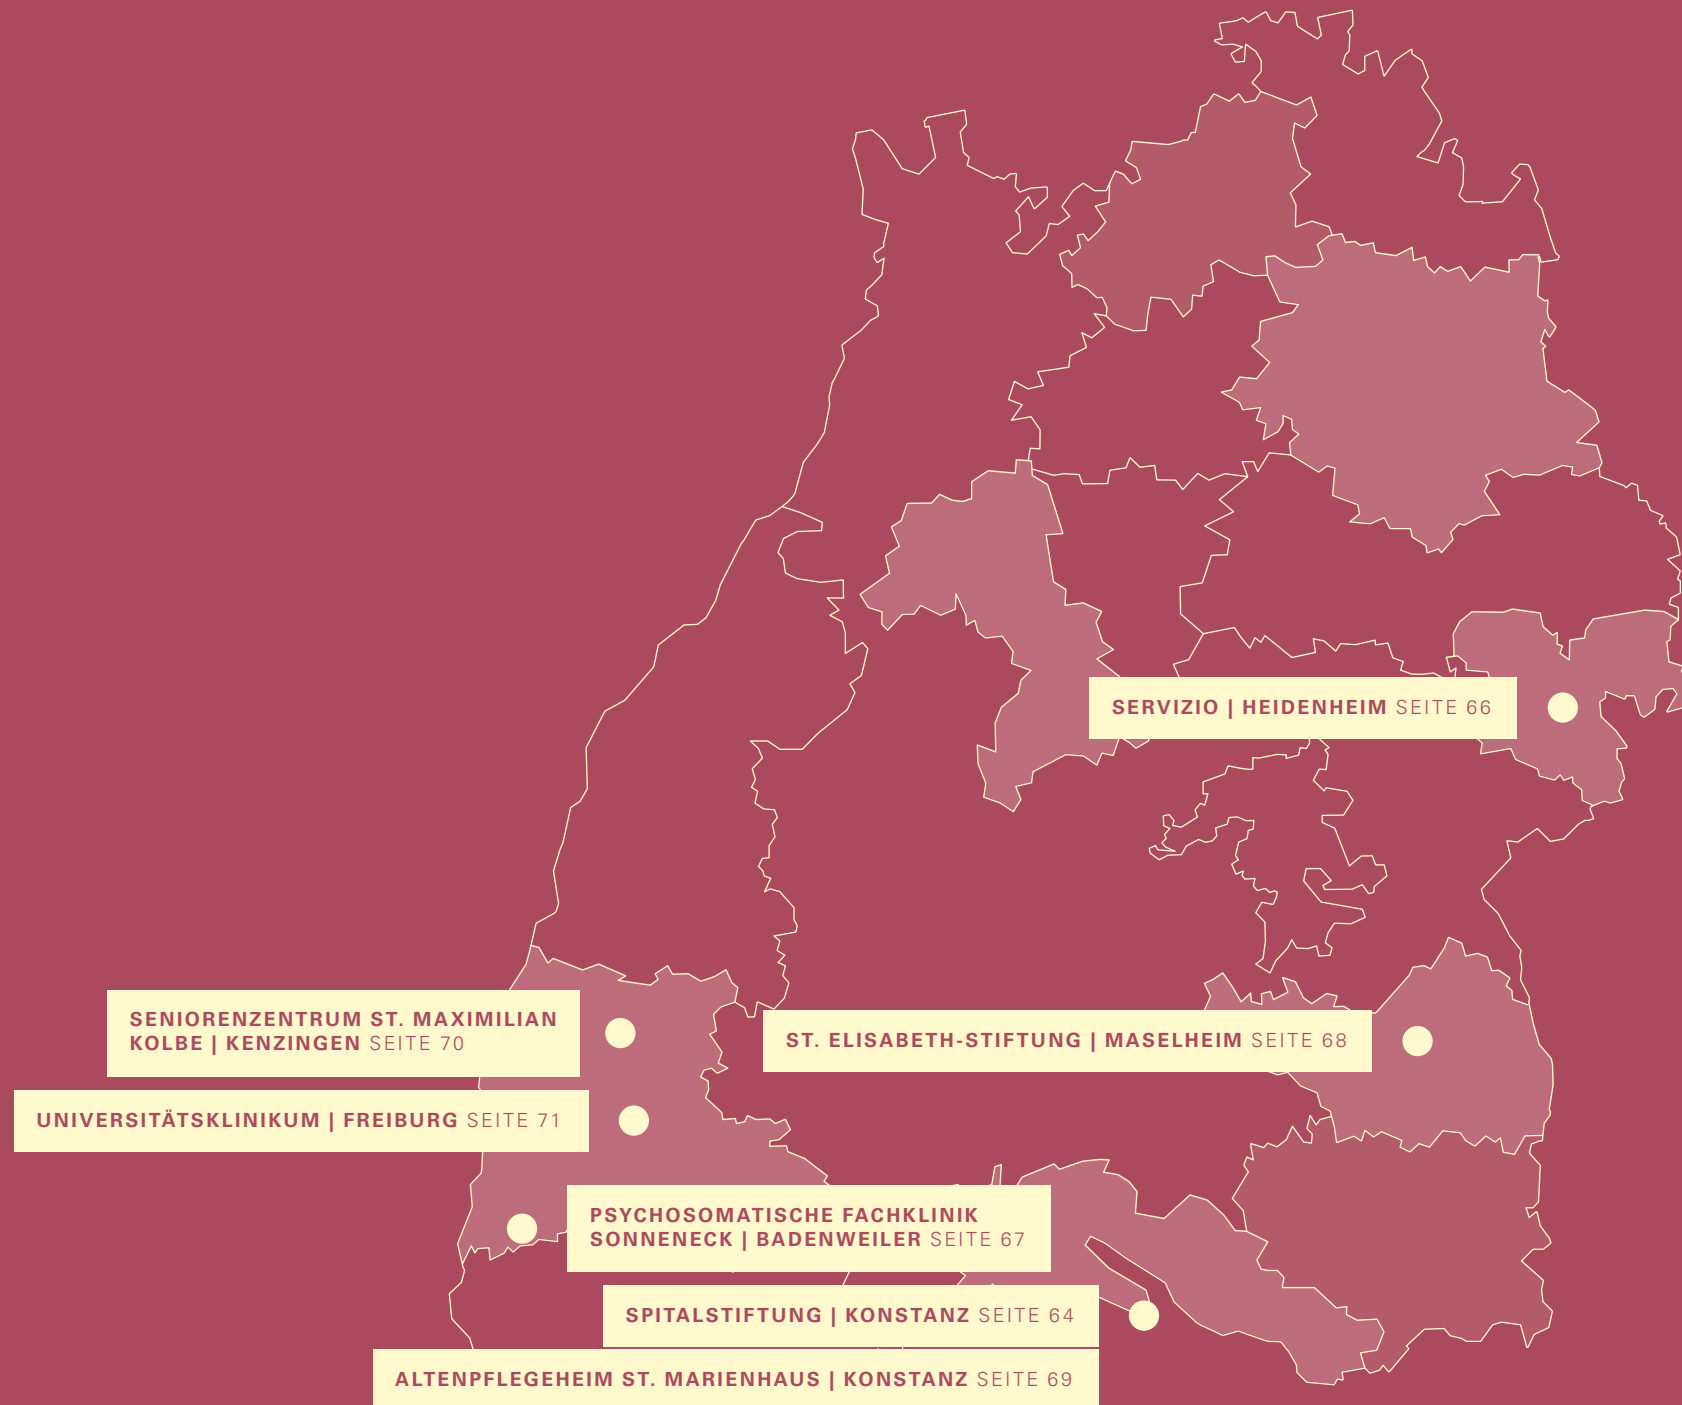 SERVIZIO | HEIDENHEIM SEITE 66
SENIORENZENTRUM ST. MAXIMILIAN
KOLBE | KENZINGEN SEITE 70
ST. ELISABETH-STIFTUNG | MASELHEIM SEITE 68
UNIVERSITÄTSKLINIKUM | FREIBURG SEITE 71
PSYCHOSOMATISCHE FACHKLINIK
SONNENECK | BADENWEILER SEITE 67
SPITALSTIFTUNG | KONSTANZ SEITE 64
ALTENPFLEGEHEIM ST. MARIENHAUS | KONSTANZ SEITE 69